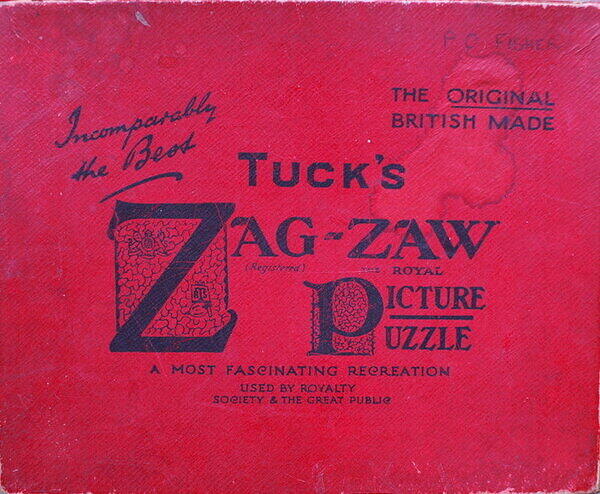 P C FISHER
Incomparably
the Best
THE ORIGINAL
BRITISH MADE
TUCK'S
ZAG-ZAW
(Registered) THE ROYAL
PICTURE
PUZZLE
A MOST FASCINATING RECREATION
USED BY ROYALTY
SOCIETY & THE GREAT PUBLIC